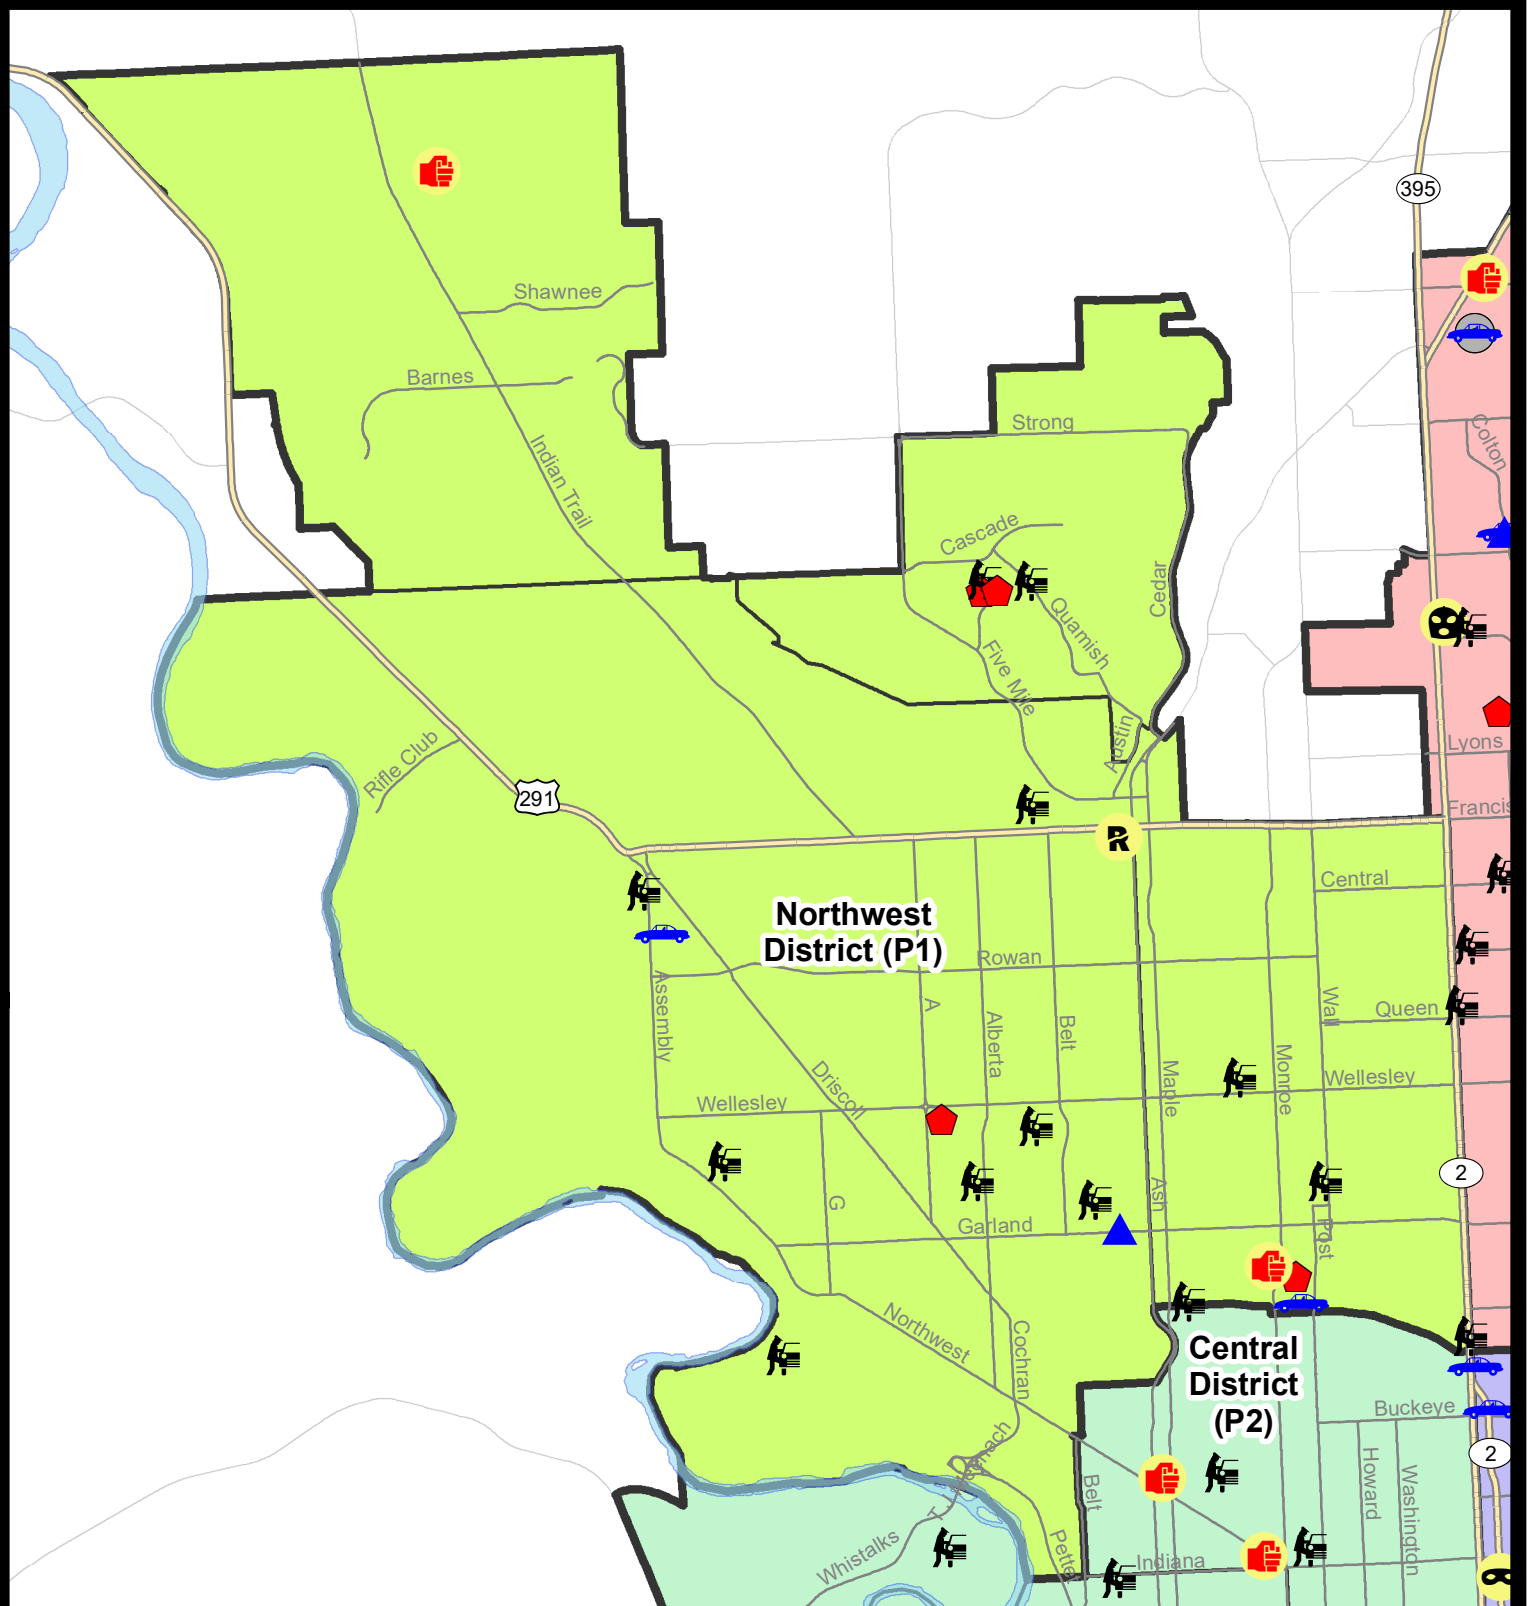 395
Shawnee
Barnes
Strong
Colton
Indian Trail
Cascade
Cedar
Quamish
Five Mile
Austin
Lyons
Rifle Club
291
Francis
R
Central
Northwest
District (P1)
Rowan
Assembly
A
Alberta
Belt
Wall
Queen
Driscoll
Maple
Monroe
Wellesley
Wellesley
2
G
Ash
Garland
Post
Northwest
Cochran
Central
District
(P2)
Buckeye
2
Belt
Howard
Washington
Whistalks
Indiana